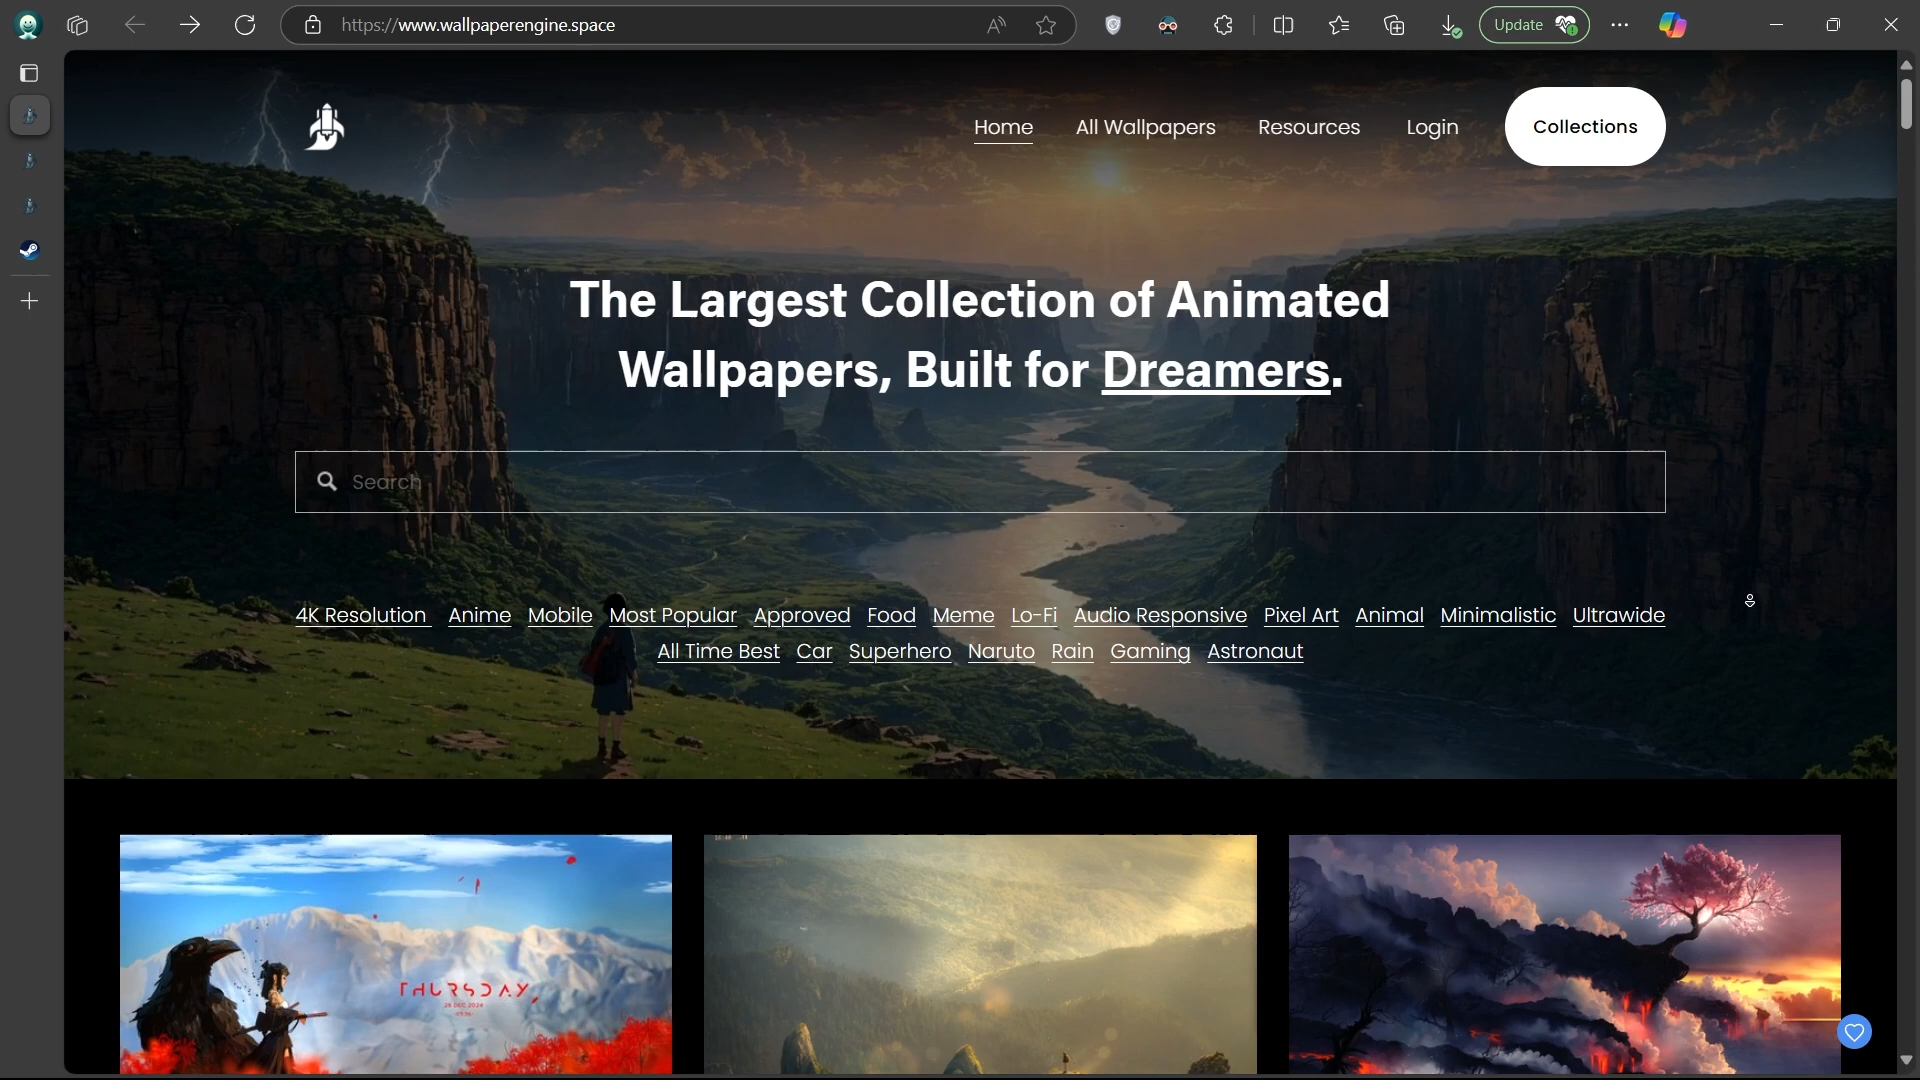 https://www.wallpaperengine.space
Update
Home All Wallpapers Resources Login Collections
The Largest Collection of Animated
Wallpapers, Built for Dreamers.
Search
4K Resolution Anime Mobile Most Popular Approved Food Meme Lo-Fi Audio Responsive Pixel Art Animal Minimalistic Ultrawide
All Time Best Car Superhero Naruto Rain Gaming Astronaut
THURSDAY